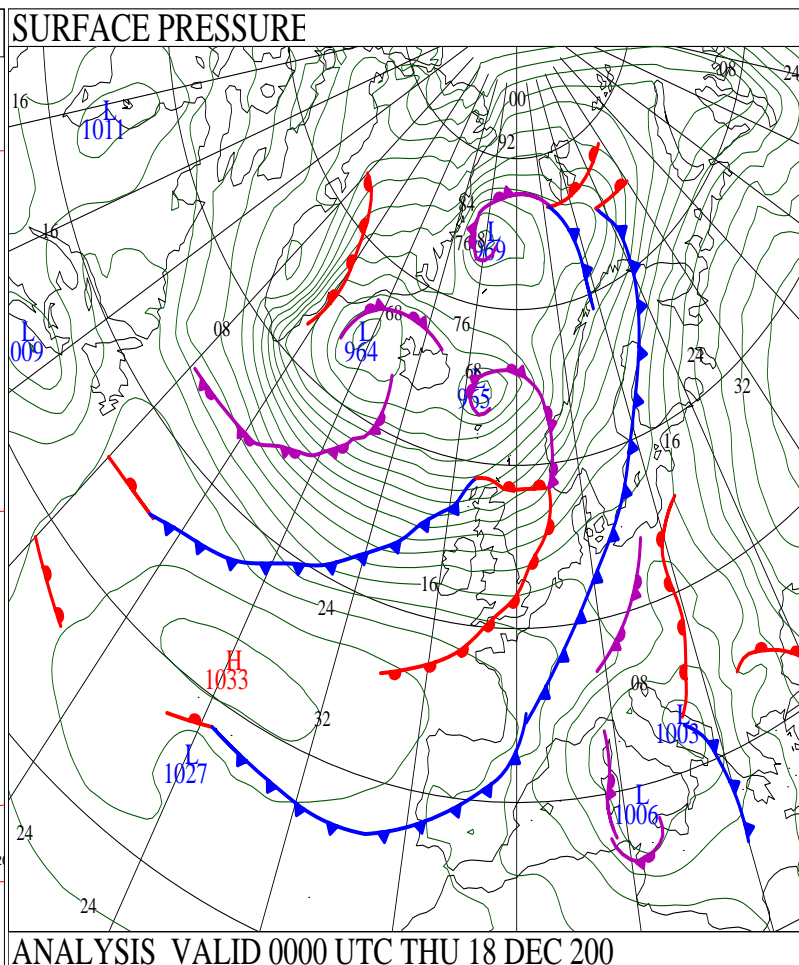 SURFACE PRESSURE
24
08
16
00
L
1011
92
84
16
L
76
969
68
76
08
L
L
009
964
24
32
68
L
965
16
16
24
08
H
1033
32
L
1003
L
1027
L
1006
24
24
ANALYSIS VALID 0000 UTC THU 18 DEC 200